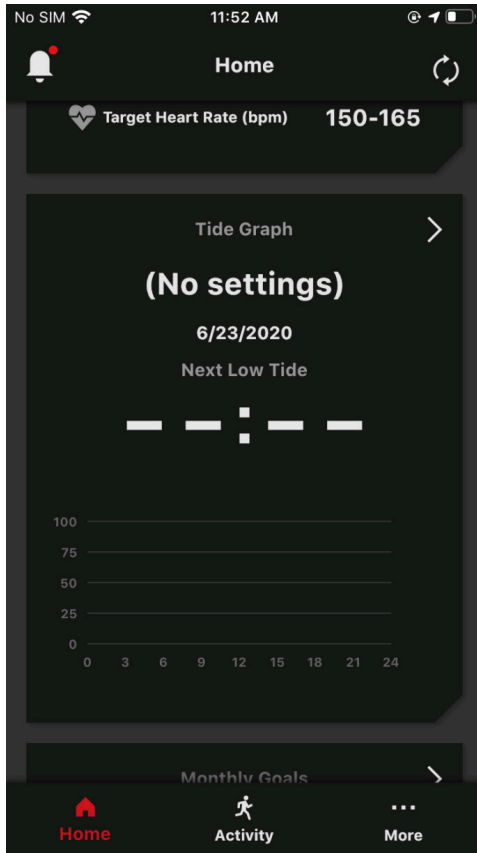 No SIM 11:52 AM
Home
Target Heart Rate (bpm) 150-165
Tide Graph
(No settings)
6/23/2020
Next Low Tide
– – : – –
100
75
50
25
0
0 3 6 9 12 15 18 21 24
Monthly Goals
Home Activity More